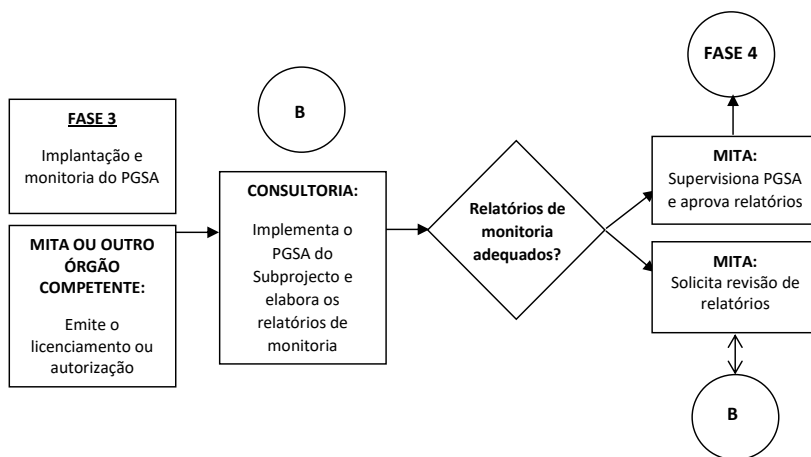 FASE 3
Implantação e
monitoria do PGSA
MITA OU OUTRO
ÓRGÃO
COMPETENTE:
Emite o
licenciamento ou
autorização
B
CONSULTORIA:
Implementa o
PGSA do
Subprojecto e
elabora os
relatórios de
monitoria
Relatórios de
monitoria
adequados?
FASE 4
MITA:
Supervisiona PGSA
e aprova relatórios
MITA:
Solicita revisão de
relatórios
B